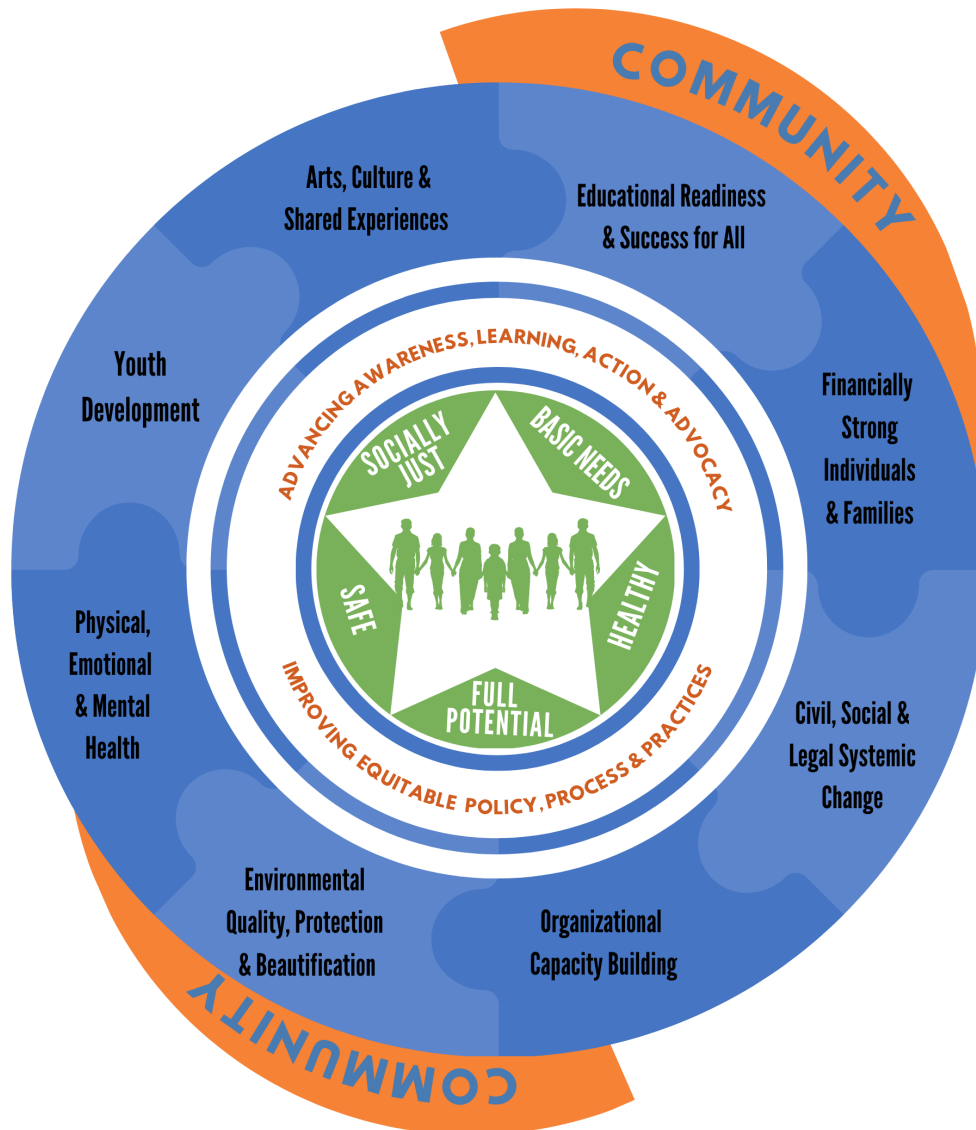 COMMUNITY
Arts, Culture &
Shared Experiences
Educational Readiness
& Success for All
Youth
Development
Financially
Strong
Individuals
& Families
ADVANCING AWARENESS, LEARNING, ACTION & ADVOCACY
SOCIALLY
JUST
BASIC NEEDS
SAFE
HEALTHY
FULL
POTENTIAL
IMPROVING EQUITABLE POLICY, PROCESS & PRACTICES
Physical,
Emotional
& Mental
Health
Civil, Social &
Legal Systemic
Change
Environmental
Quality, Protection
& Beautification
Organizational
Capacity Building
COMMUNITY